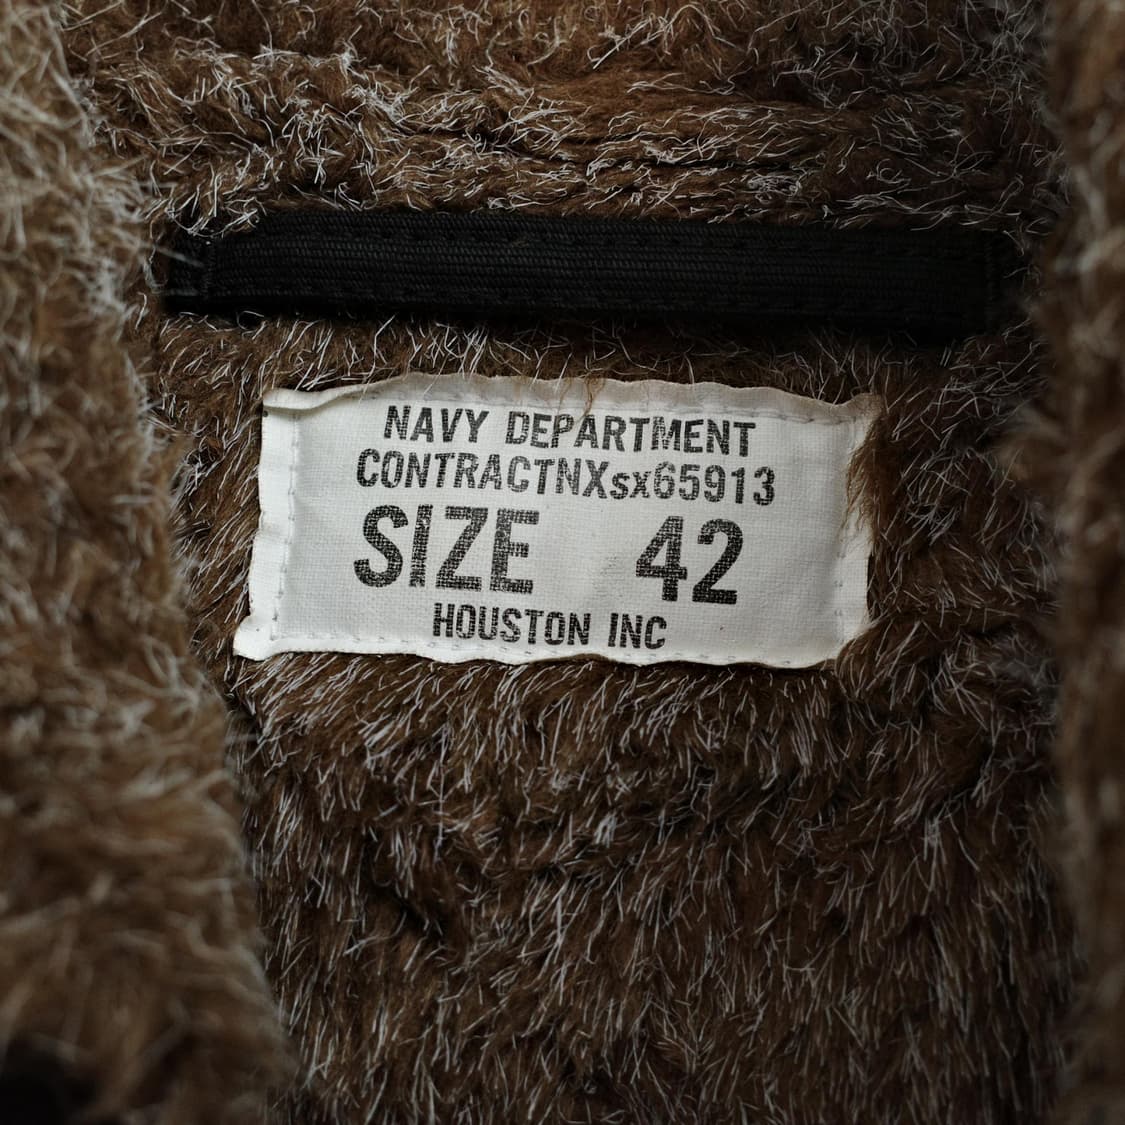 NAVY DEPARTMENT
CONTRACTNXsx65913
SIZE 42
HOUSTON INC